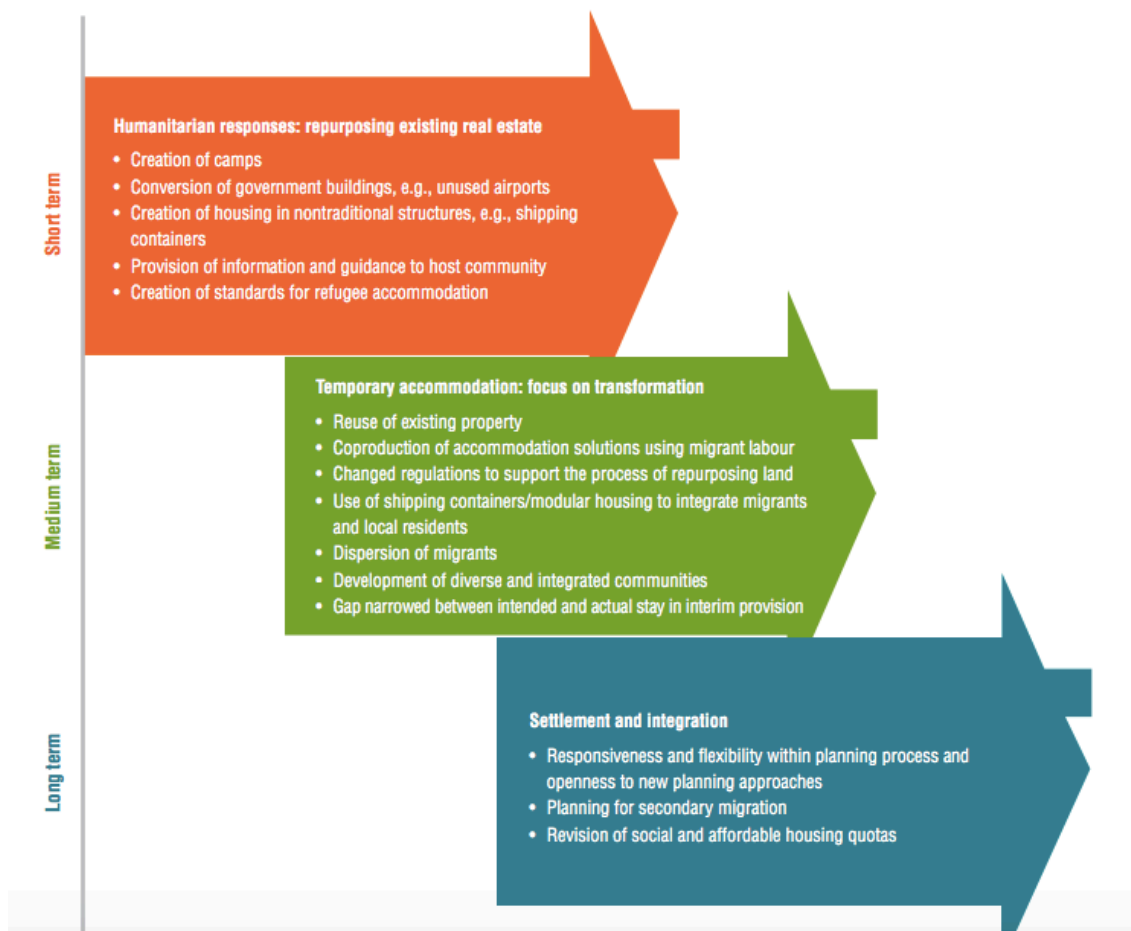 Short term
Humanitarian responses: repurposing existing real estate
• Creation of camps
• Conversion of government buildings, e.g., unused airports
• Creation of housing in nontraditional structures, e.g., shipping
containers
• Provision of information and guidance to host community
• Creation of standards for refugee accommodation
Medium term
Temporary accommodation: focus on transformation
• Reuse of existing property
• Coproduction of accommodation solutions using migrant labour
• Changed regulations to support the process of repurposing land
• Use of shipping containers/modular housing to integrate migrants
and local residents
• Dispersion of migrants
• Development of diverse and integrated communities
• Gap narrowed between intended and actual stay in interim provision
Long term
Settlement and integration
• Responsiveness and flexibility within planning process and
openness to new planning approaches
• Planning for secondary migration
• Revision of social and affordable housing quotas